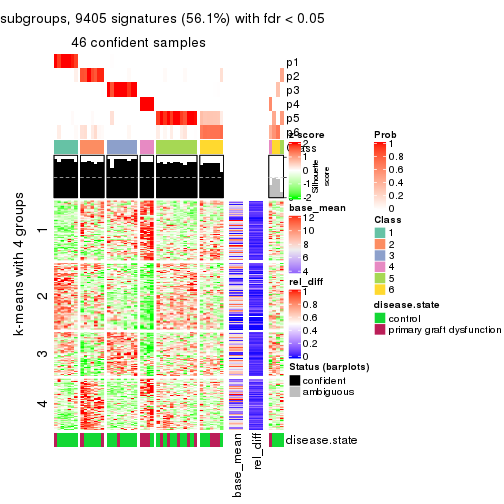 subgroups, 9405 signatures (56.1%) with fdr < 0.05
46 confident samples
p1
p2
p3
p4
p5
p6
Class
z-score
2
1
0
-1
-2
Silhouette
score
k-means with 4 groups
1
2
3
4
base_mean
12
10
8
6
4
rel_diff
1
0.8
0.6
0.4
0.2
0
Status (barplots)
confident
ambiguous
Prob
1
0.8
0.6
0.4
0.2
0
Class
1
2
3
4
5
6
disease.state
control
primary graft dysfunction
disease.state
base_mean
rel_diff